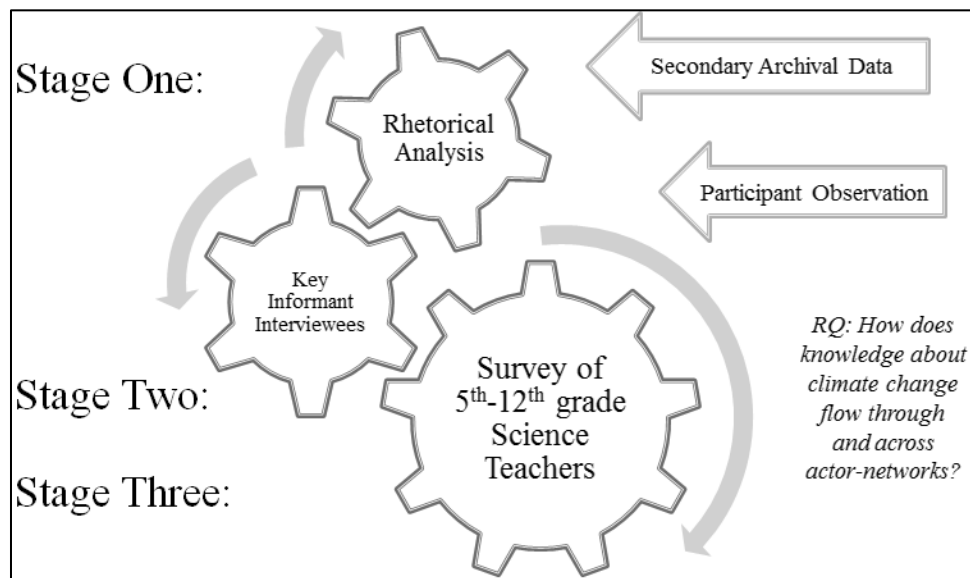 Stage One:
Rhetorical
Analysis
Secondary Archival Data
Participant Observation
Key
Informant
Interviewees
Stage Two:
Stage Three:
Survey of
5th-12th grade
Science
Teachers
RQ: How does
knowledge about
climate change
flow through
and across
actor-networks?